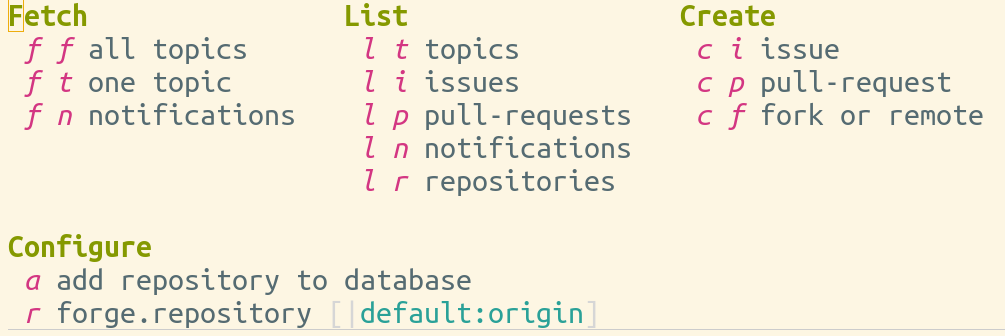 Fetch List Create
f f all topics l t topics c i issue
f t one topic l i issues c p pull-request
f n notifications l p pull-requests c f fork or remote
l n notifications
l r repositories
Configure
a add repository to database
r forge.repository [|default:origin]